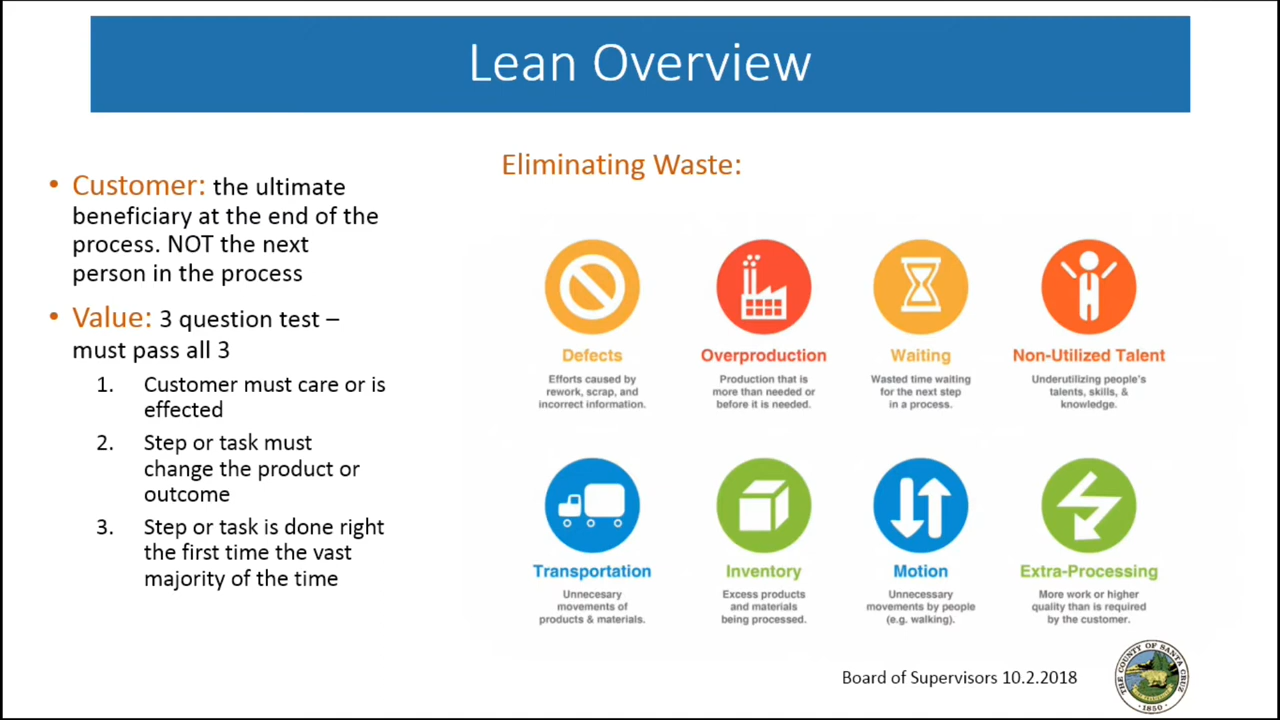 Lean Overview
• Customer: the ultimate
beneficiary at the end of the
process. NOT the next
person in the process
• Value: 3 question test –
must pass all 3
1. Customer must care or is
effected
2. Step or task must
change the product or
outcome
3. Step or task is done right
the first time the vast
majority of the time
Eliminating Waste:
Defects
Efforts caused by
rework, scrap, and
incorrect information.
Overproduction
Production that is
more than needed or
before it is needed.
Waiting
Wasted time waiting
for the next step
in a process.
Non-Utilized Talent
Underutilizing people's
talents, skills, &
knowledge.
Transportation
Unnecesary
movements of
products & materials.
Inventory
Excess products
and materials
being processed.
Motion
Unnecessary
movements by people
(e.g. walking).
Extra-Processing
More work or higher
quality than is required
by the customer.
Board of Supervisors 10.2.2018
THE COUNTY OF SANTA CRUZ
1850